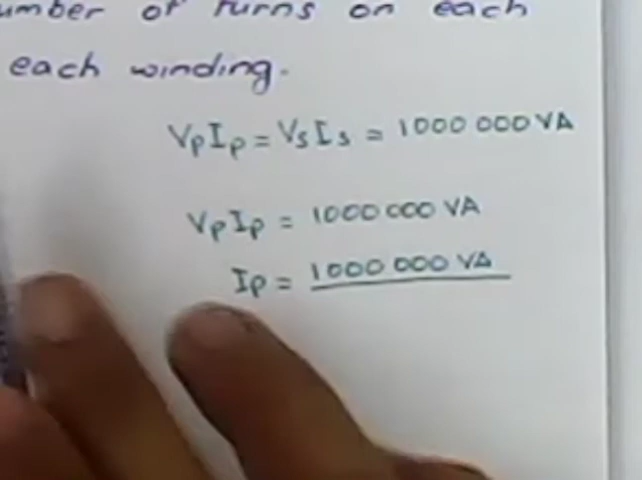 number of turns on each
each winding.
VpIp = VsIs = 1000 000 VA
VpIp = 1000 000 VA
Ip = 1000 000 VA